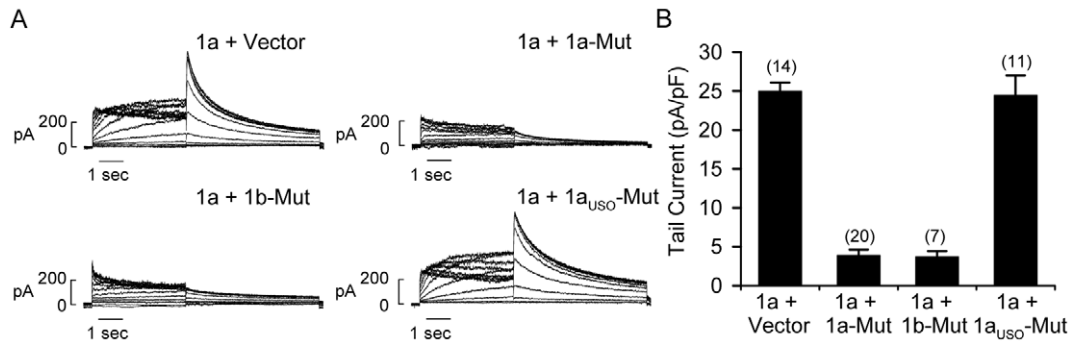 A
1a + Vector
200
pA
0
1 sec
1a + 1a-Mut
200
pA
0
1 sec
1a + 1b-Mut
200
pA
0
1 sec
1a + 1aUSO-Mut
200
pA
0
1 sec
B
Tail Current (pA/pF)
30
25
20
15
10
5
0
(14)
(20)
(7)
(11)
1a + 1a + 1a + 1a +
Vector 1a-Mut 1b-Mut 1aUSO-Mut